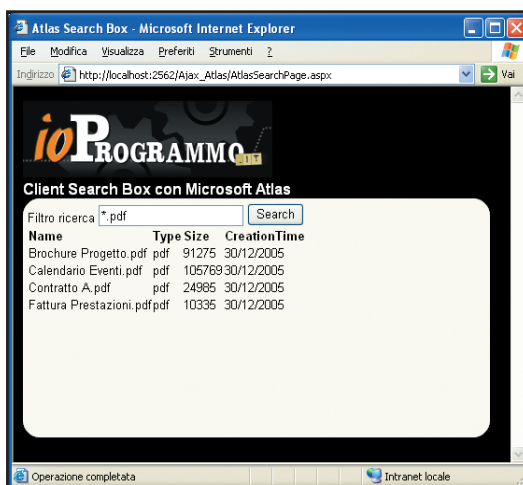 Atlas Search Box - Microsoft Internet Explorer
File Modifica Visualizza Preferiti Strumenti ?
Indirizzo http://localhost:2562/Ajax_Atlas/AtlasSearchPage.aspx Vai
ioProgrammo.it
Client Search Box con Microsoft Atlas
Filtro ricerca *.pdf Search
Name Type Size CreationTime
Brochure Progetto.pdf pdf 91275 30/12/2005
Calendario Eventi.pdf pdf 105769 30/12/2005
Contratto A.pdf pdf 24985 30/12/2005
Fattura Prestazioni.pdf pdf 10335 30/12/2005
Operazione completata Intranet locale